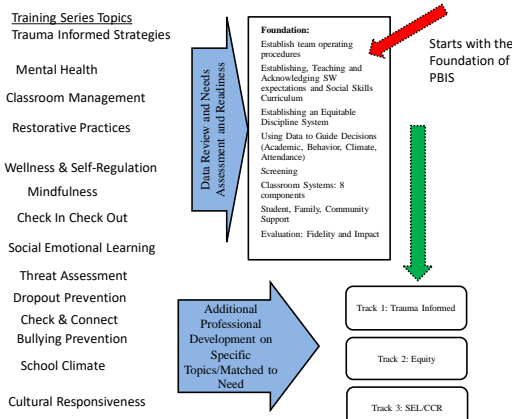 Training Series Topics
Trauma Informed Strategies
Mental Health
Classroom Management
Restorative Practices
Wellness & Self-Regulation
Mindfulness
Check In Check Out
Social Emotional Learning
Threat Assessment
Dropout Prevention
Check & Connect
Bullying Prevention
School Climate
Cultural Responsiveness
Data Review and Needs
Assessment and Readiness
Foundation:
Establish team operating
procedures
Establishing, Teaching and
Acknowledging SW
expectations and Social Skills
Curriculum
Establishing an Equitable
Discipline System
Using Data to Guide Decisions
(Academic, Behavior, Climate,
Attendance)
Screening
Classroom Systems: 8
components
Student, Family, Community
Support
Evaluation: Fidelity and Impact
Starts with the
Foundation of
PBIS
Additional
Professional
Development on
Specific
Topics/Matched to
Need
Track 1: Trauma Informed
Track 2: Equity
Track 3: SEL/CCR